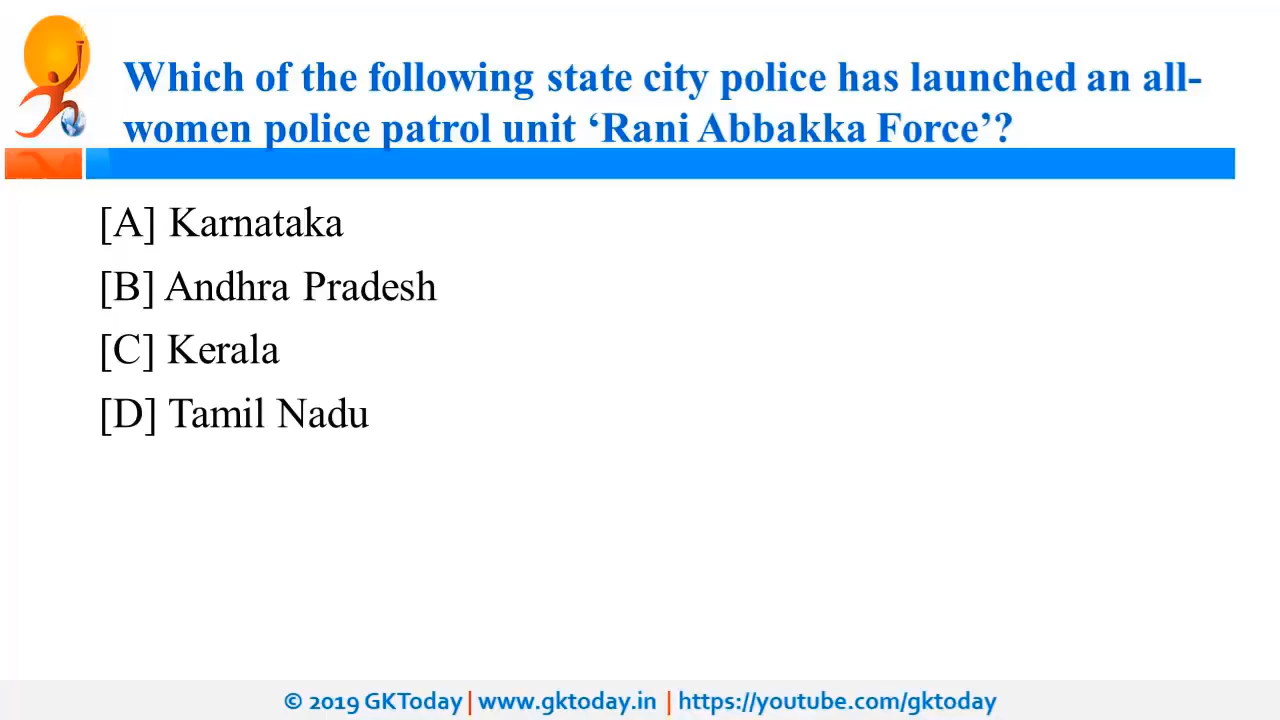 Which of the following state city police has launched an all-
women police patrol unit ‘Rani Abbakka Force’?
[A] Karnataka
[B] Andhra Pradesh
[C] Kerala
[D] Tamil Nadu
© 2019 GKToday | www.gktoday.in | https://youtube.com/gktoday